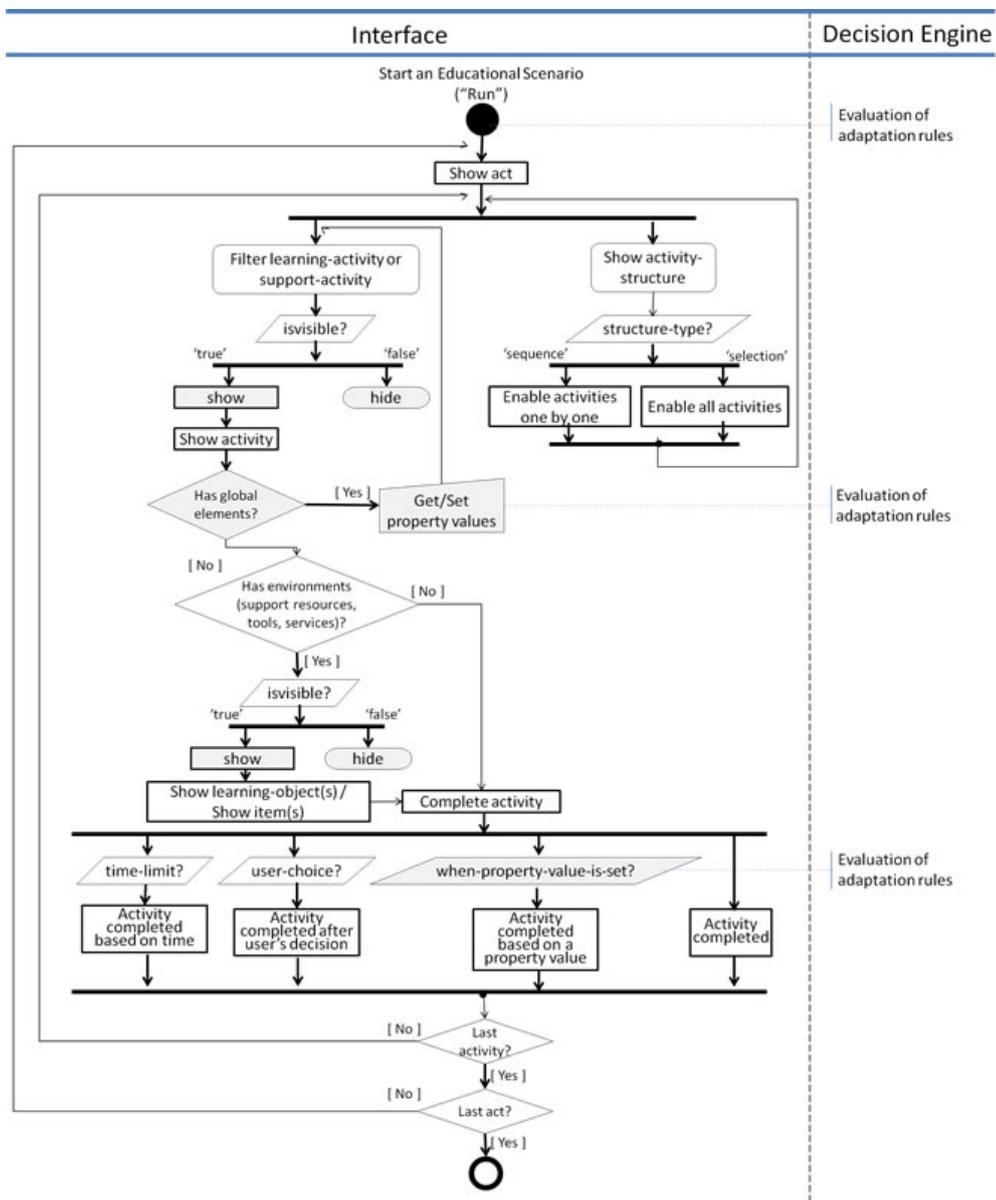 Interface
Decision Engine
Start an Educational Scenario
("Run")
Evaluation of
adaptation rules
Show act
Filter learning-activity or
support-activity
Show activity-
structure
isvisible?
structure-type?
'true'
'false'
'sequence'
'selection'
show
hide
Enable activities
one by one
Enable all activities
Show activity
Has global
elements?
[ Yes ]
Get/Set
property values
Evaluation of
adaptation rules
[ No ]
Has environments
(support resources,
tools, services)?
[ No ]
[ Yes ]
isvisible?
'true'
'false'
show
hide
Show learning-object(s) /
Show item(s)
Complete activity
time-limit?
user-choice?
when-property-value-is-set?
Evaluation of
adaptation rules
Activity
completed
based on time
Activity
completed after
user's decision
Activity
completed
based on a
property value
Activity
completed
[ No ]
Last
activity?
[ Yes ]
[ No ]
Last act?
[ Yes ]